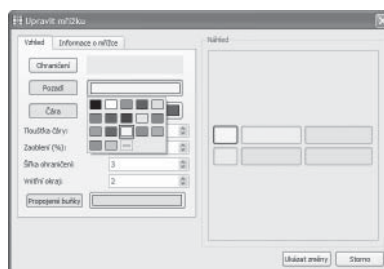 Upravit mřížku
Vzhled
Informace o mřížce
Náhled
Ohraničení
Pozadí
Čára
Tloušťka čáry:
Zaoblení (%):
Šířka ohraničení:
3
Vnitřní okraj:
2
Propojené buňky
Ukázat změny
Storno